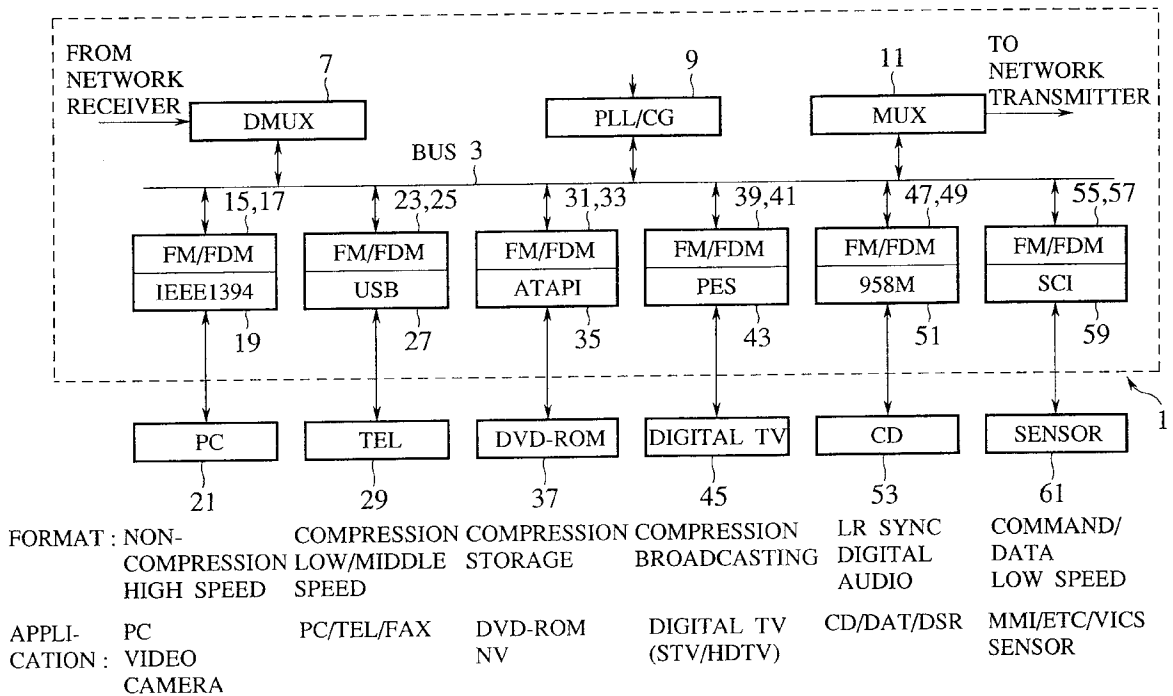 FROM
NETWORK
RECEIVER
7
DMUX
9
PLL/CG
11
MUX
TO
NETWORK
TRANSMITTER
BUS 3
15,17
23,25
31,33
39,41
47,49
55,57
FM/FDM
FM/FDM
FM/FDM
FM/FDM
FM/FDM
FM/FDM
IEEE1394
USB
ATAPI
PES
958M
SCI
19
27
35
43
51
59
1
PC
TEL
DVD-ROM
DIGITAL TV
CD
SENSOR
21
29
37
45
53
61
FORMAT :
NON-
COMPRESSION
HIGH SPEED
COMPRESSION
LOW/MIDDLE
SPEED
COMPRESSION
STORAGE
COMPRESSION
BROADCASTING
LR SYNC
DIGITAL
AUDIO
COMMAND/
DATA
LOW SPEED
APPLI-
CATION :
PC
VIDEO
CAMERA
PC/TEL/FAX
DVD-ROM
NV
DIGITAL TV
(STV/HDTV)
CD/DAT/DSR
MMI/ETC/VICS
SENSOR